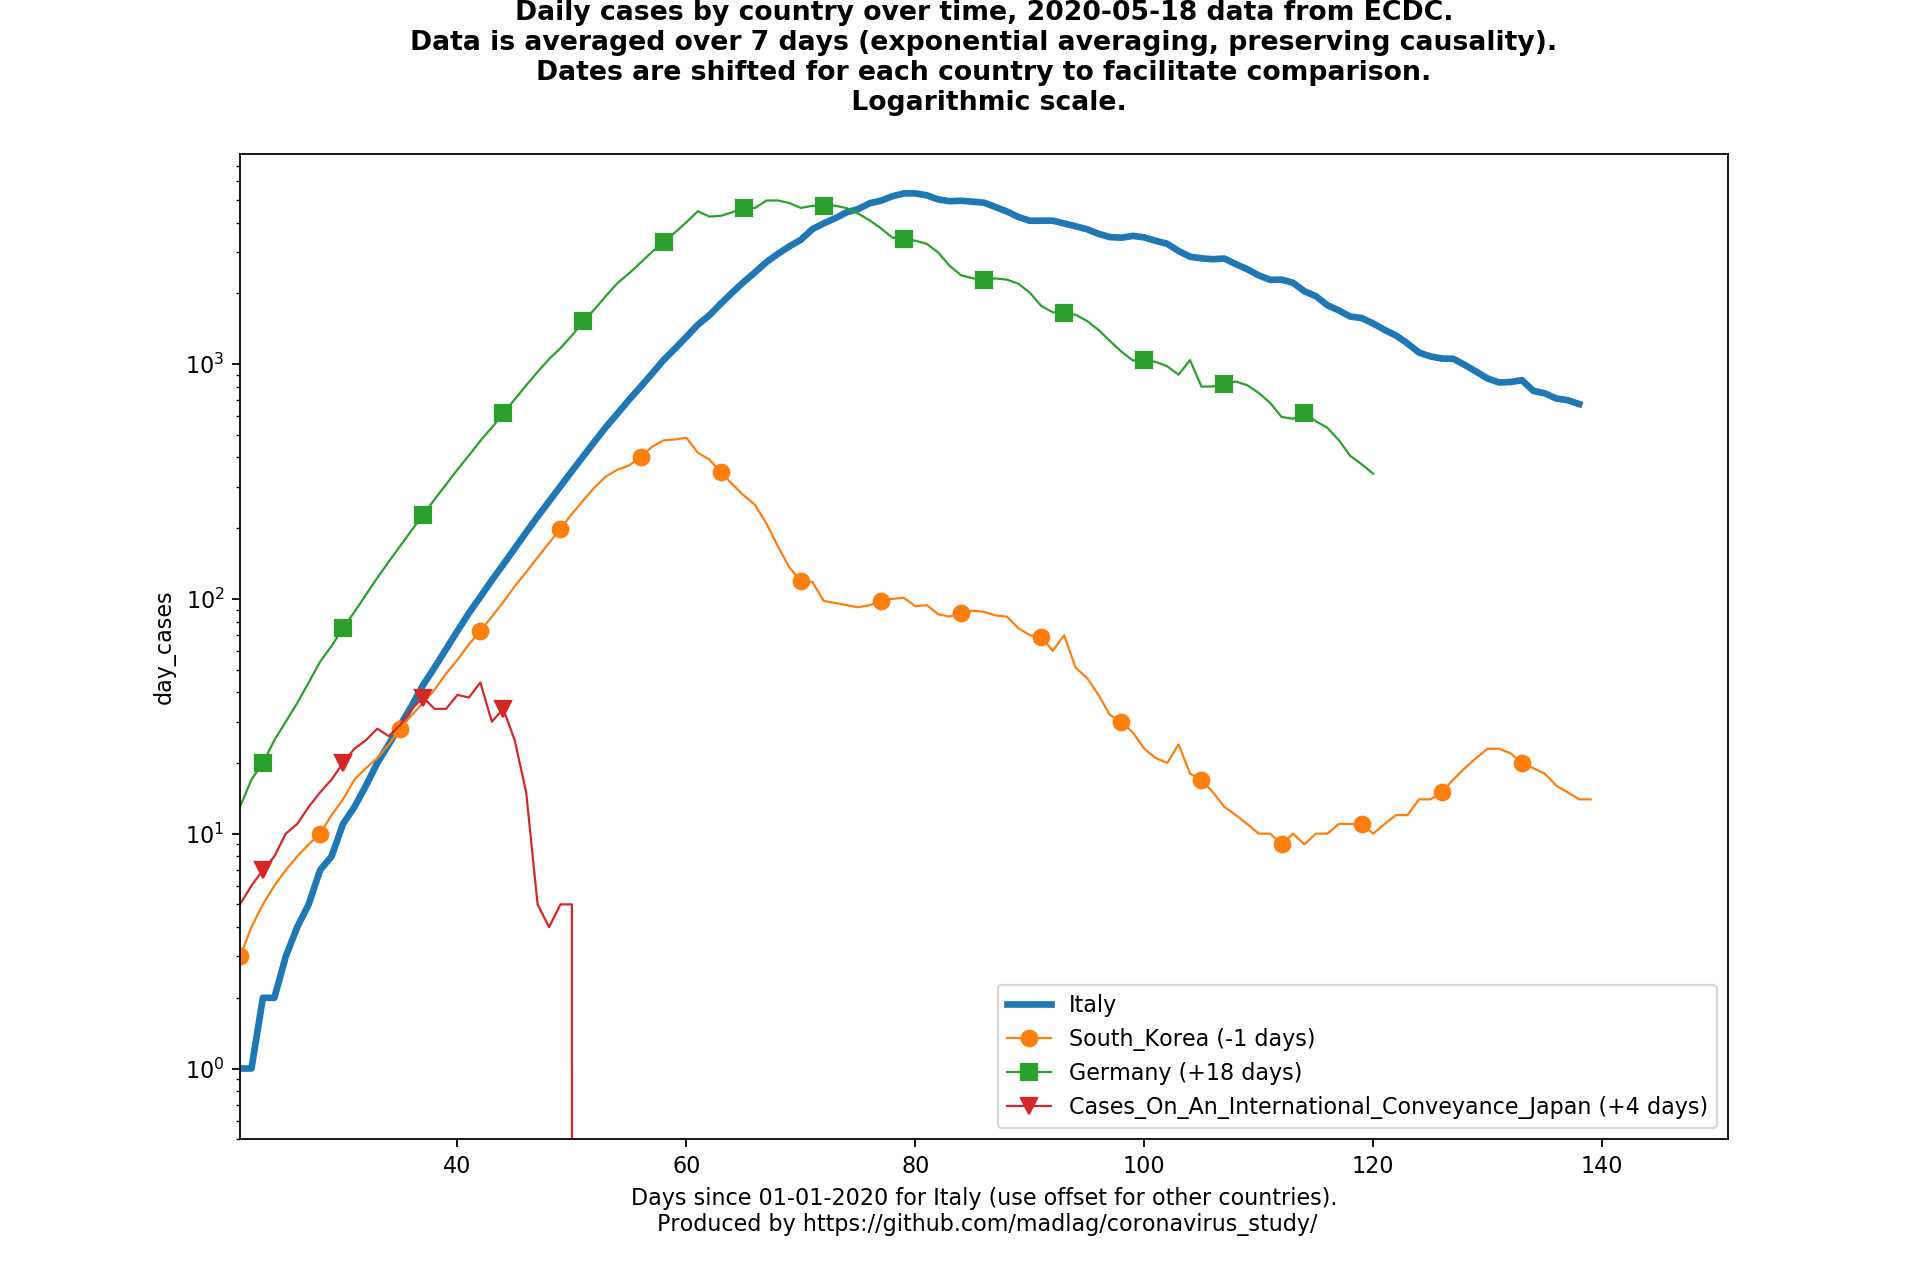 Daily cases by country over time, 2020-05-18 data from ECDC.
Data is averaged over 7 days (exponential averaging, preserving causality).
Dates are shifted for each country to facilitate comparison.
Logarithmic scale.
10³
10²
10¹
10⁰
day_cases
40 60 80 100 120 140
Italy
South_Korea (-1 days)
Germany (+18 days)
Cases_On_An_International_Conveyance_Japan (+4 days)
Days since 01-01-2020 for Italy (use offset for other countries).
Produced by https://github.com/madlag/coronavirus_study/